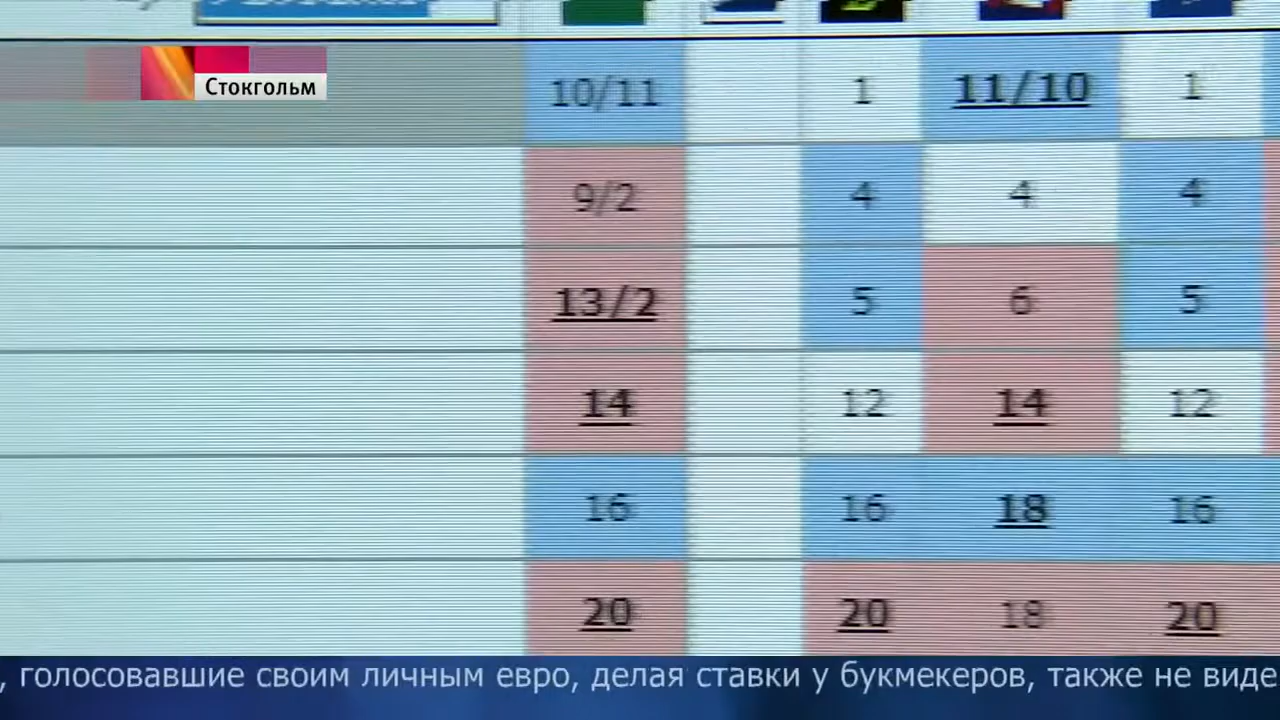 Стокгольм
10/11 1 11/10 1
9/2 4 4 4
13/2 5 6 5
14 12 14 12
16 16 18 16
20 20 18 20
, голосовавшие своим личным евро, делая ставки у букмекеров, также не виде